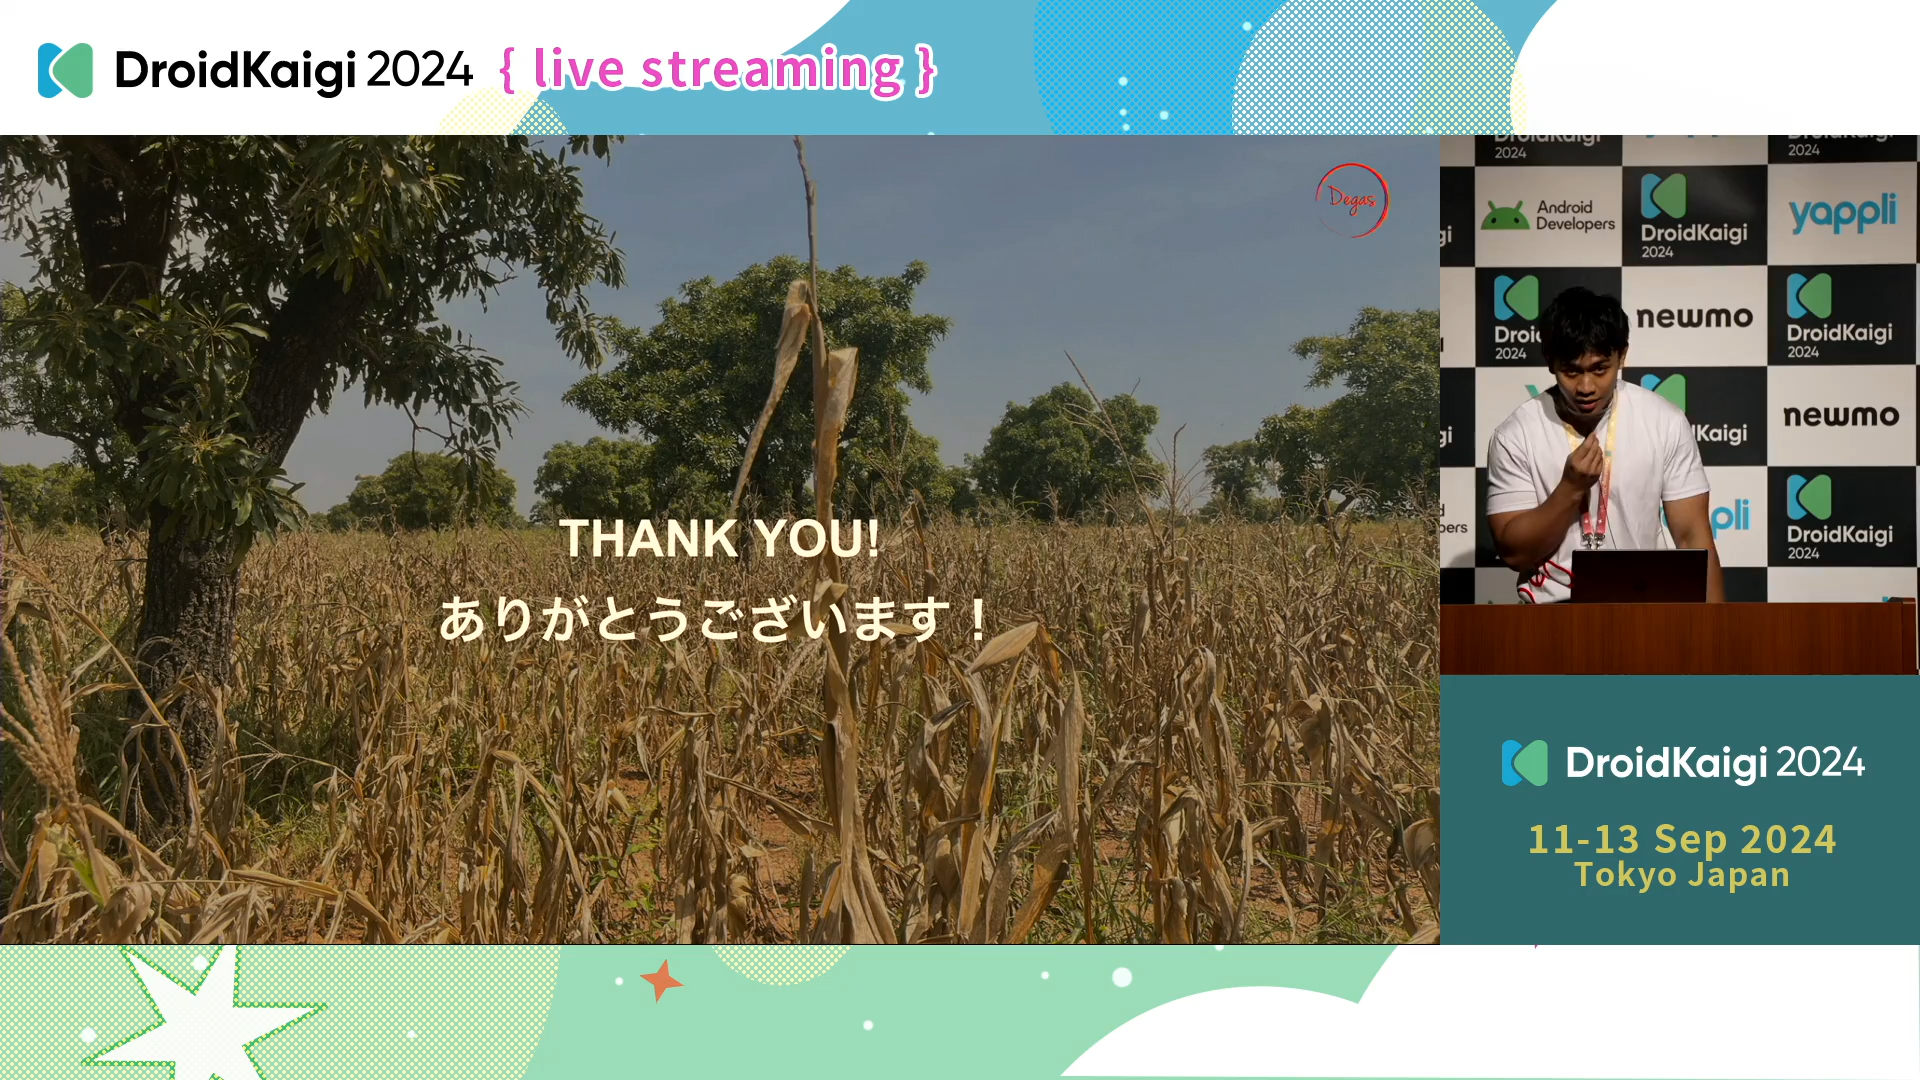 DroidKaigi 2024 { live streaming }
Degas
THANK YOU!
ありがとうございます！
DroidKaigi
2024
2024
Android
Developers
DroidKaigi
2024
yappli
newmo
DroidKaigi
2024
2024
newmo
DroidKaigi
2024
DroidKaigi 2024
11-13 Sep 2024
Tokyo Japan